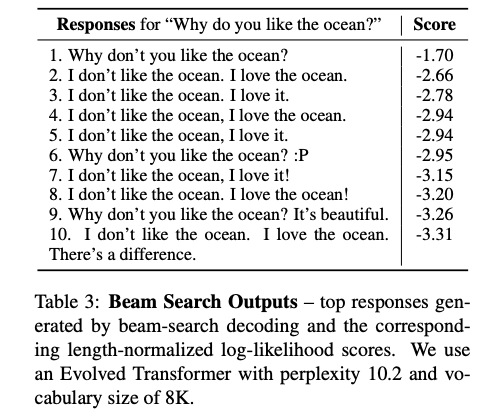 Responses for “Why do you like the ocean?” Score
1. Why don’t you like the ocean? -1.70
2. I don’t like the ocean. I love the ocean. -2.66
3. I don’t like the ocean. I love it. -2.78
4. I don’t like the ocean, I love the ocean. -2.94
5. I don’t like the ocean, I love it. -2.94
6. Why don’t you like the ocean? :P -2.95
7. I don’t like the ocean, I love it! -3.15
8. I don’t like the ocean. I love the ocean! -3.20
9. Why don’t you like the ocean? It’s beautiful. -3.26
10. I don’t like the ocean. I love the ocean. -3.31
There’s a difference.
Table 3: Beam Search Outputs – top responses gen-
erated by beam-search decoding and the correspond-
ing length-normalized log-likelihood scores. We use
an Evolved Transformer with perplexity 10.2 and vo-
cabulary size of 8K.